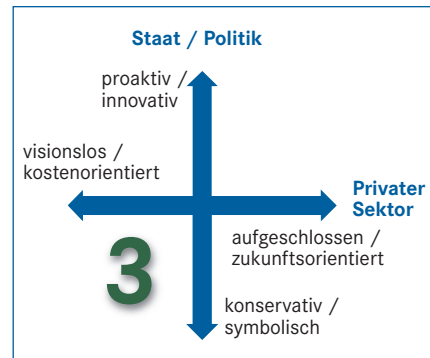 Staat / Politik
proaktiv /
innovativ
visionslos /
kostenorientiert
Privater
Sektor
aufgeschlossen /
zukunftsorientiert
3
konservativ /
symbolisch